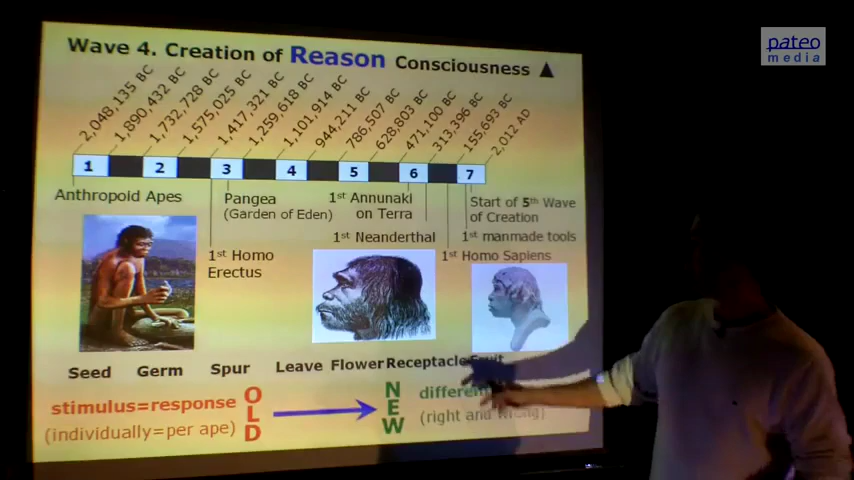 pateo
media
Wave 4. Creation of Reason Consciousness
2,048,135 BC
1,890,432 BC
1,732,728 BC
1,575,025 BC
1,417,321 BC
1,259,618 BC
1,101,914 BC
944,211 BC
786,507 BC
628,803 BC
471,100 BC
313,396 BC
155,693 BC
2,012 AD
1 2 3 4 5 6 7
Anthropoid Apes
Pangea
(Garden of Eden)
1st Annunaki
on Terra
Start of 5th Wave
of Creation
1st Neanderthal
1st manmade tools
1st Homo
Erectus
1st Homo Sapiens
Seed Germ Spur Leave Flower Receptacle Fruit
stimulus=response
(individually=per ape)
OLD
NEW
(right and wrong)